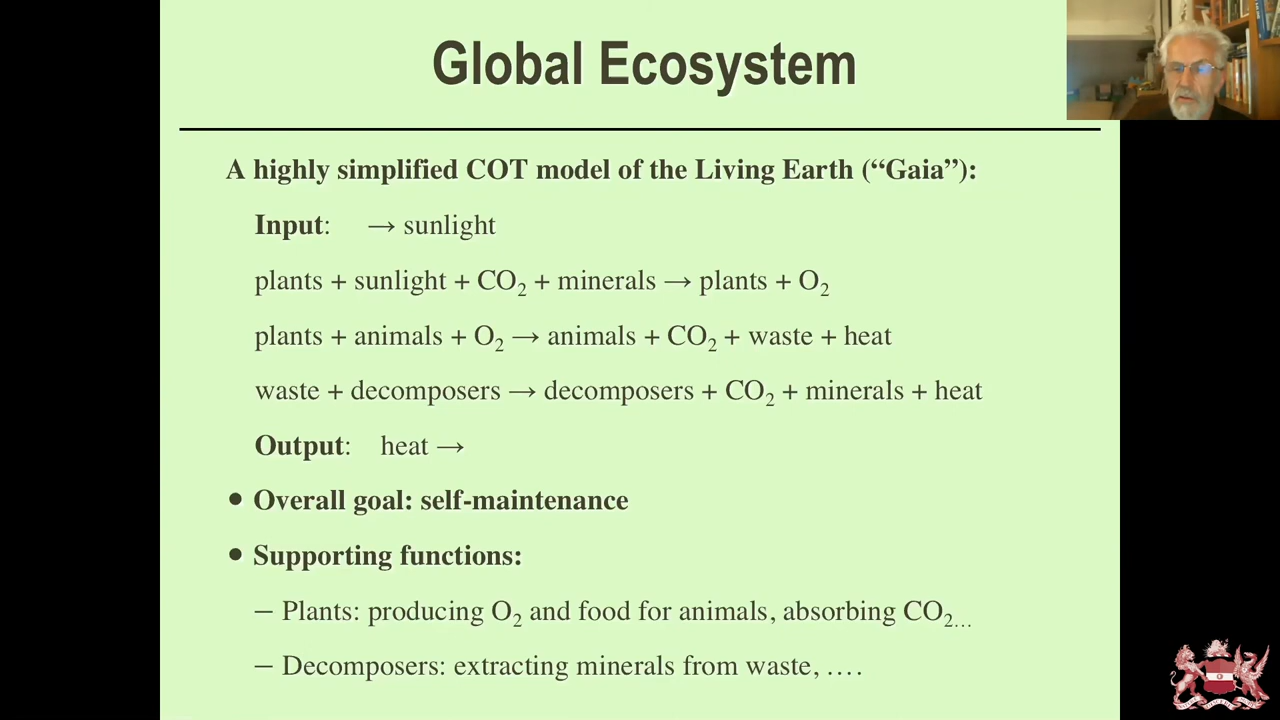 Global Ecosystem
A highly simplified COT model of the Living Earth (“Gaia”):
Input: → sunlight
plants + sunlight + CO₂ + minerals → plants + O₂
plants + animals + O₂ → animals + CO₂ + waste + heat
waste + decomposers → decomposers + CO₂ + minerals + heat
Output: heat →
• Overall goal: self-maintenance
• Supporting functions:
– Plants: producing O₂ and food for animals, absorbing CO₂…
– Decomposers: extracting minerals from waste, ….